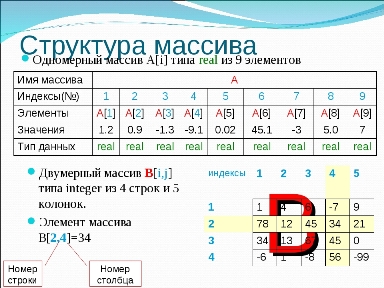 Структура массива
Одномерный массив A[i] типа real из 9 элементов
Имя массива A
Индексы(№) 1 2 3 4 5 6 7 8 9
Элементы A[1] A[2] A[3] A[4] A[5] A[6] A[7] A[8] A[9]
Значения 1.2 0.9 -1.3 -9.1 0.02 45.1 -3 5.0 7
Тип данных real real real real real real real real real
Двумерный массив B[i,j]
типа integer из 4 строк и 5
колонок.
Элемент массива
B[2,4]=34
Номер
строки
Номер
столбца
индексы 1 2 3 4 5
1 1 4 -7 9
2 78 12 45 34 21
3 34 13 45 0
4 -6 1 -8 56 -99
B